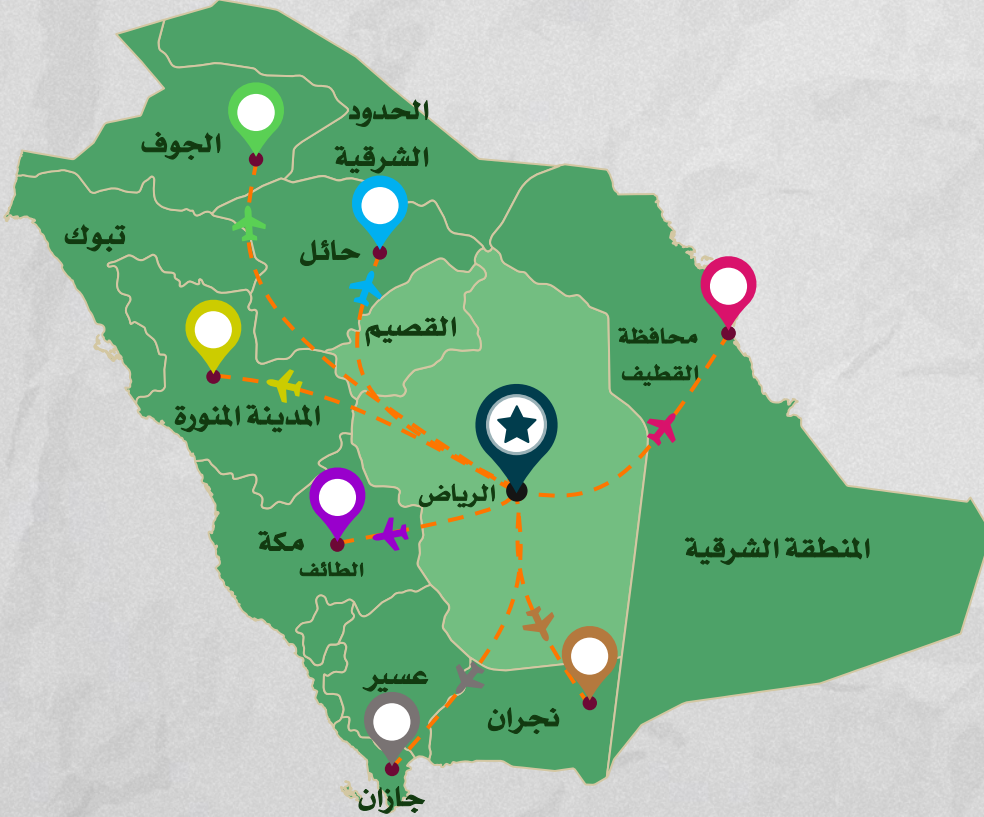 الحدود
الشرقية
الجوف
تبوك
حائل
القصيم
محافظة
القطيف
المدينة المنورة
الرياض
مكة
الطائف
المنطقة الشرقية
عسير
نجران
جازان